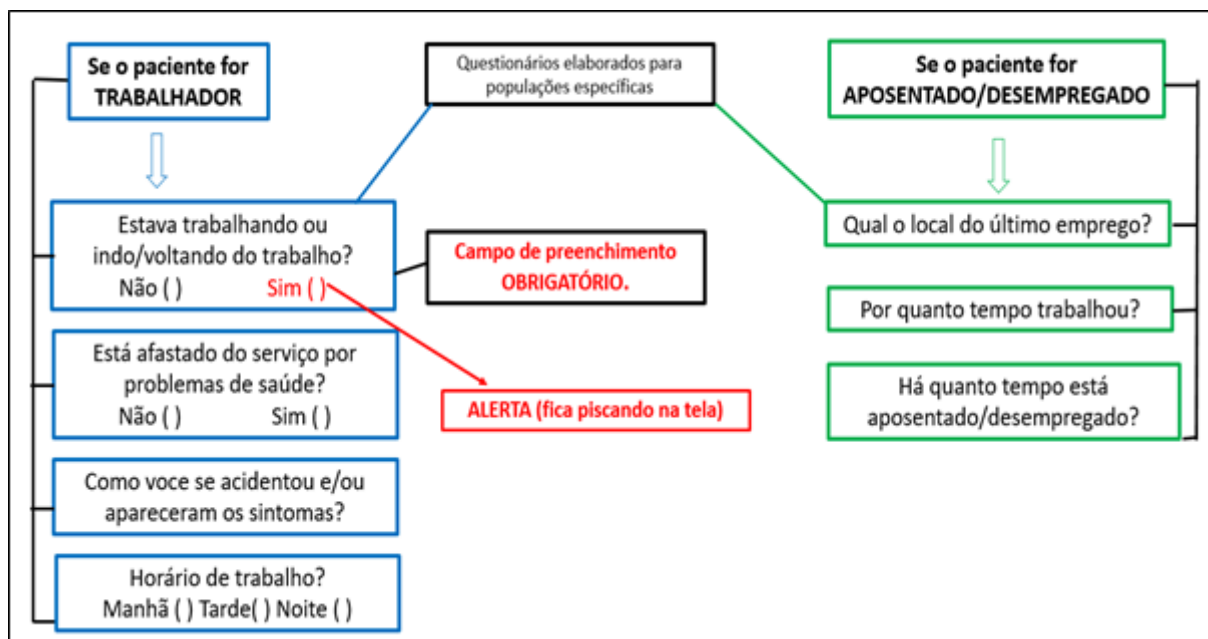 Se o paciente for
TRABALHADOR
Questionários elaborados para
populações específicas
Se o paciente for
APOSENTADO/DESEMPREGADO
Estava trabalhando ou
indo/voltando do trabalho?
Não ( ) Sim ( )
Campo de preenchimento
OBRIGATÓRIO.
Qual o local do último emprego?
Está afastado do serviço por
problemas de saúde?
Não ( ) Sim ( )
ALERTA (fica piscando na tela)
Por quanto tempo trabalhou?
Há quanto tempo está
aposentado/desempregado?
Como voce se acidentou e/ou
apareceram os sintomas?
Horário de trabalho?
Manhã ( ) Tarde( ) Noite ( )